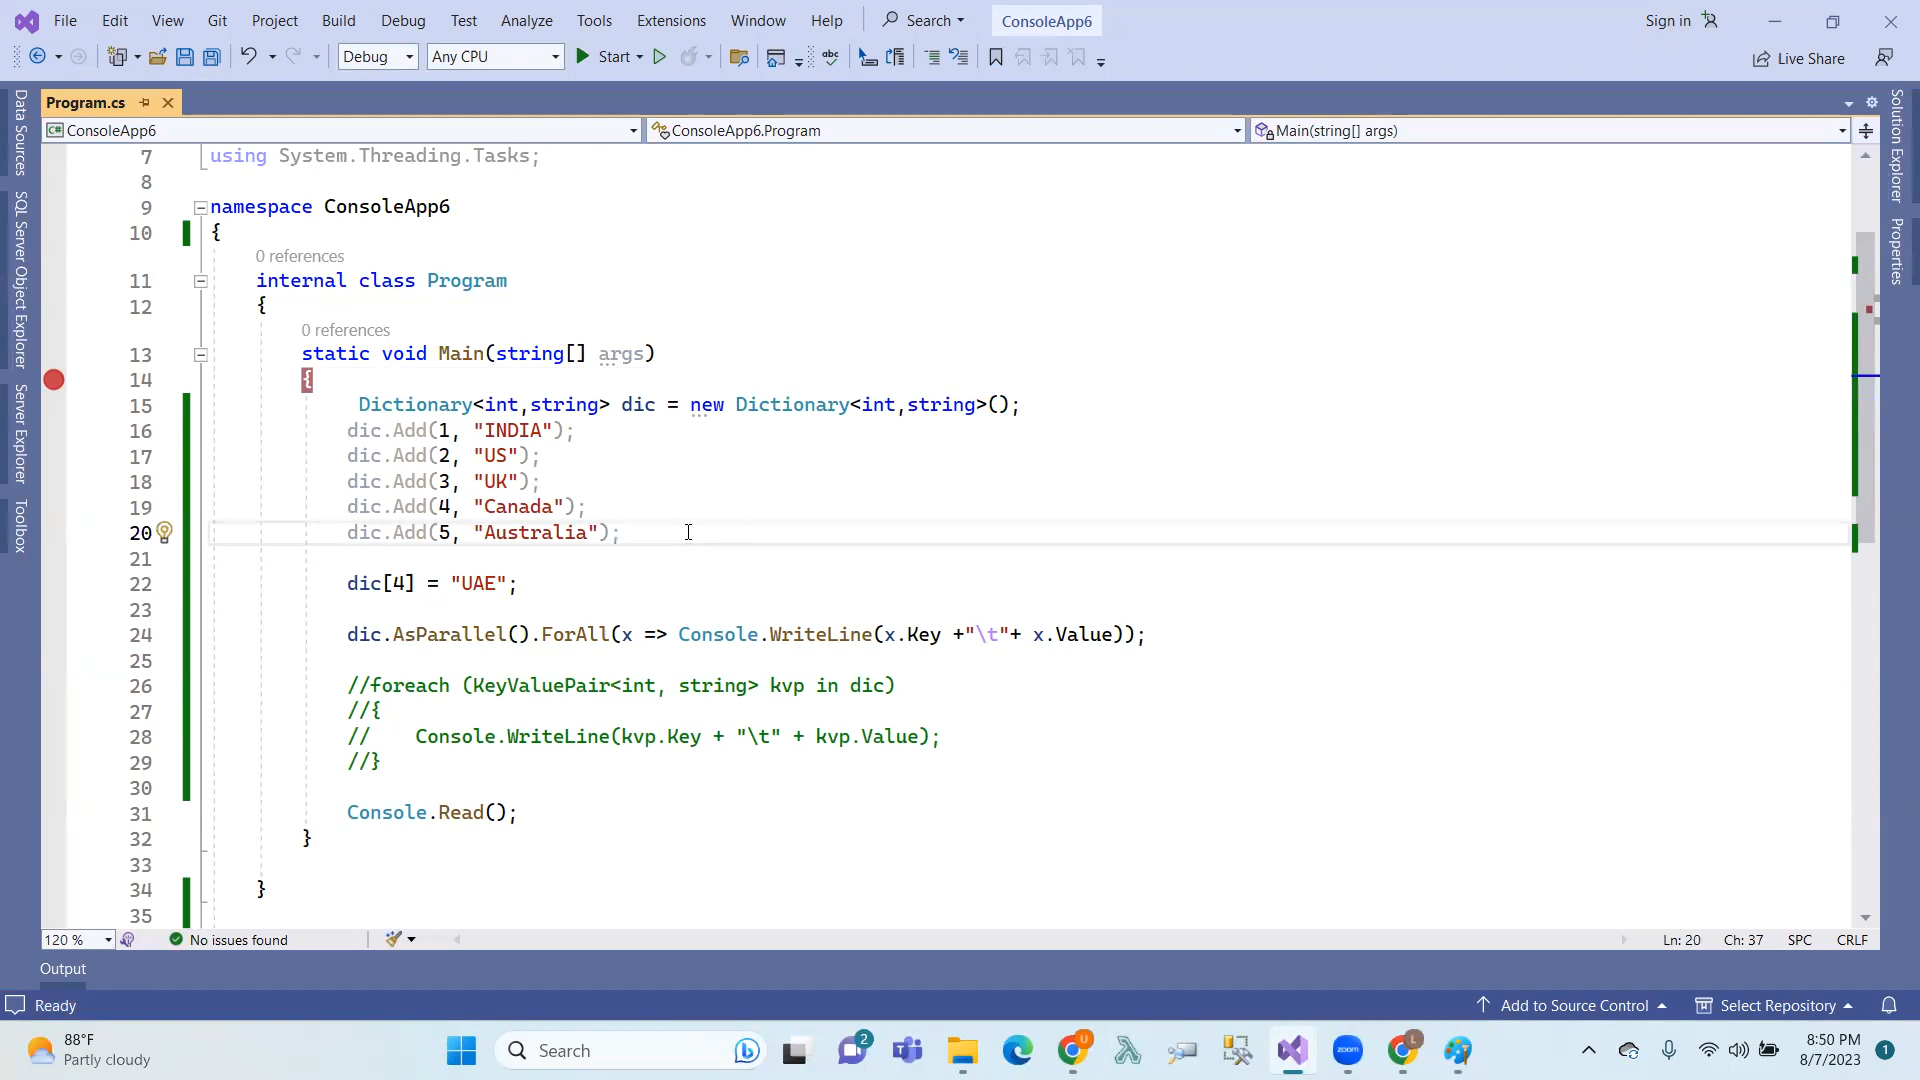 File Edit View Git Project Build Debug Test Analyze Tools Extensions Window Help Search ConsoleApp6 Sign in
Debug Any CPU Start abc Live Share
Program.cs
ConsoleApp6 ConsoleApp6.Program Main(string[] args)
Data Sources
SQL Server Object Explorer
Server Explorer
Toolbox
Solution Explorer
Properties
7 using System.Threading.Tasks;
8
9 namespace ConsoleApp6
10 {
0 references
11 internal class Program
12 {
0 references
13 static void Main(string[] args)
14 {
15 Dictionary<int,string> dic = new Dictionary<int,string>();
16 dic.Add(1, "INDIA");
17 dic.Add(2, "US");
18 dic.Add(3, "UK");
19 dic.Add(4, "Canada");
20 dic.Add(5, "Australia");
21
22 dic[4] = "UAE";
23
24 dic.AsParallel().ForAll(x => Console.WriteLine(x.Key +"\t"+ x.Value));
25
26 //foreach (KeyValuePair<int, string> kvp in dic)
27 //{
28 //    Console.WriteLine(kvp.Key + "\t" + kvp.Value);
29 //}
30
31 Console.Read();
32 }
33
34 }
35
120 % No issues found Ln: 20 Ch: 37 SPC CRLF
Output
Ready Add to Source Control Select Repository
88°F
Partly cloudy
Search
2
U
zoom
L
8:50 PM
8/7/2023
1